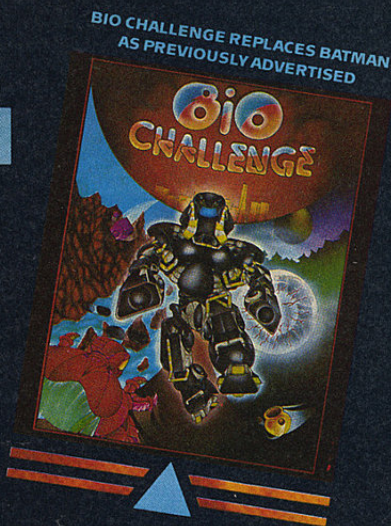 BIO CHALLENGE REPLACES BATMAN
AS PREVIOUSLY ADVERTISED
BiO
CHALLENGE